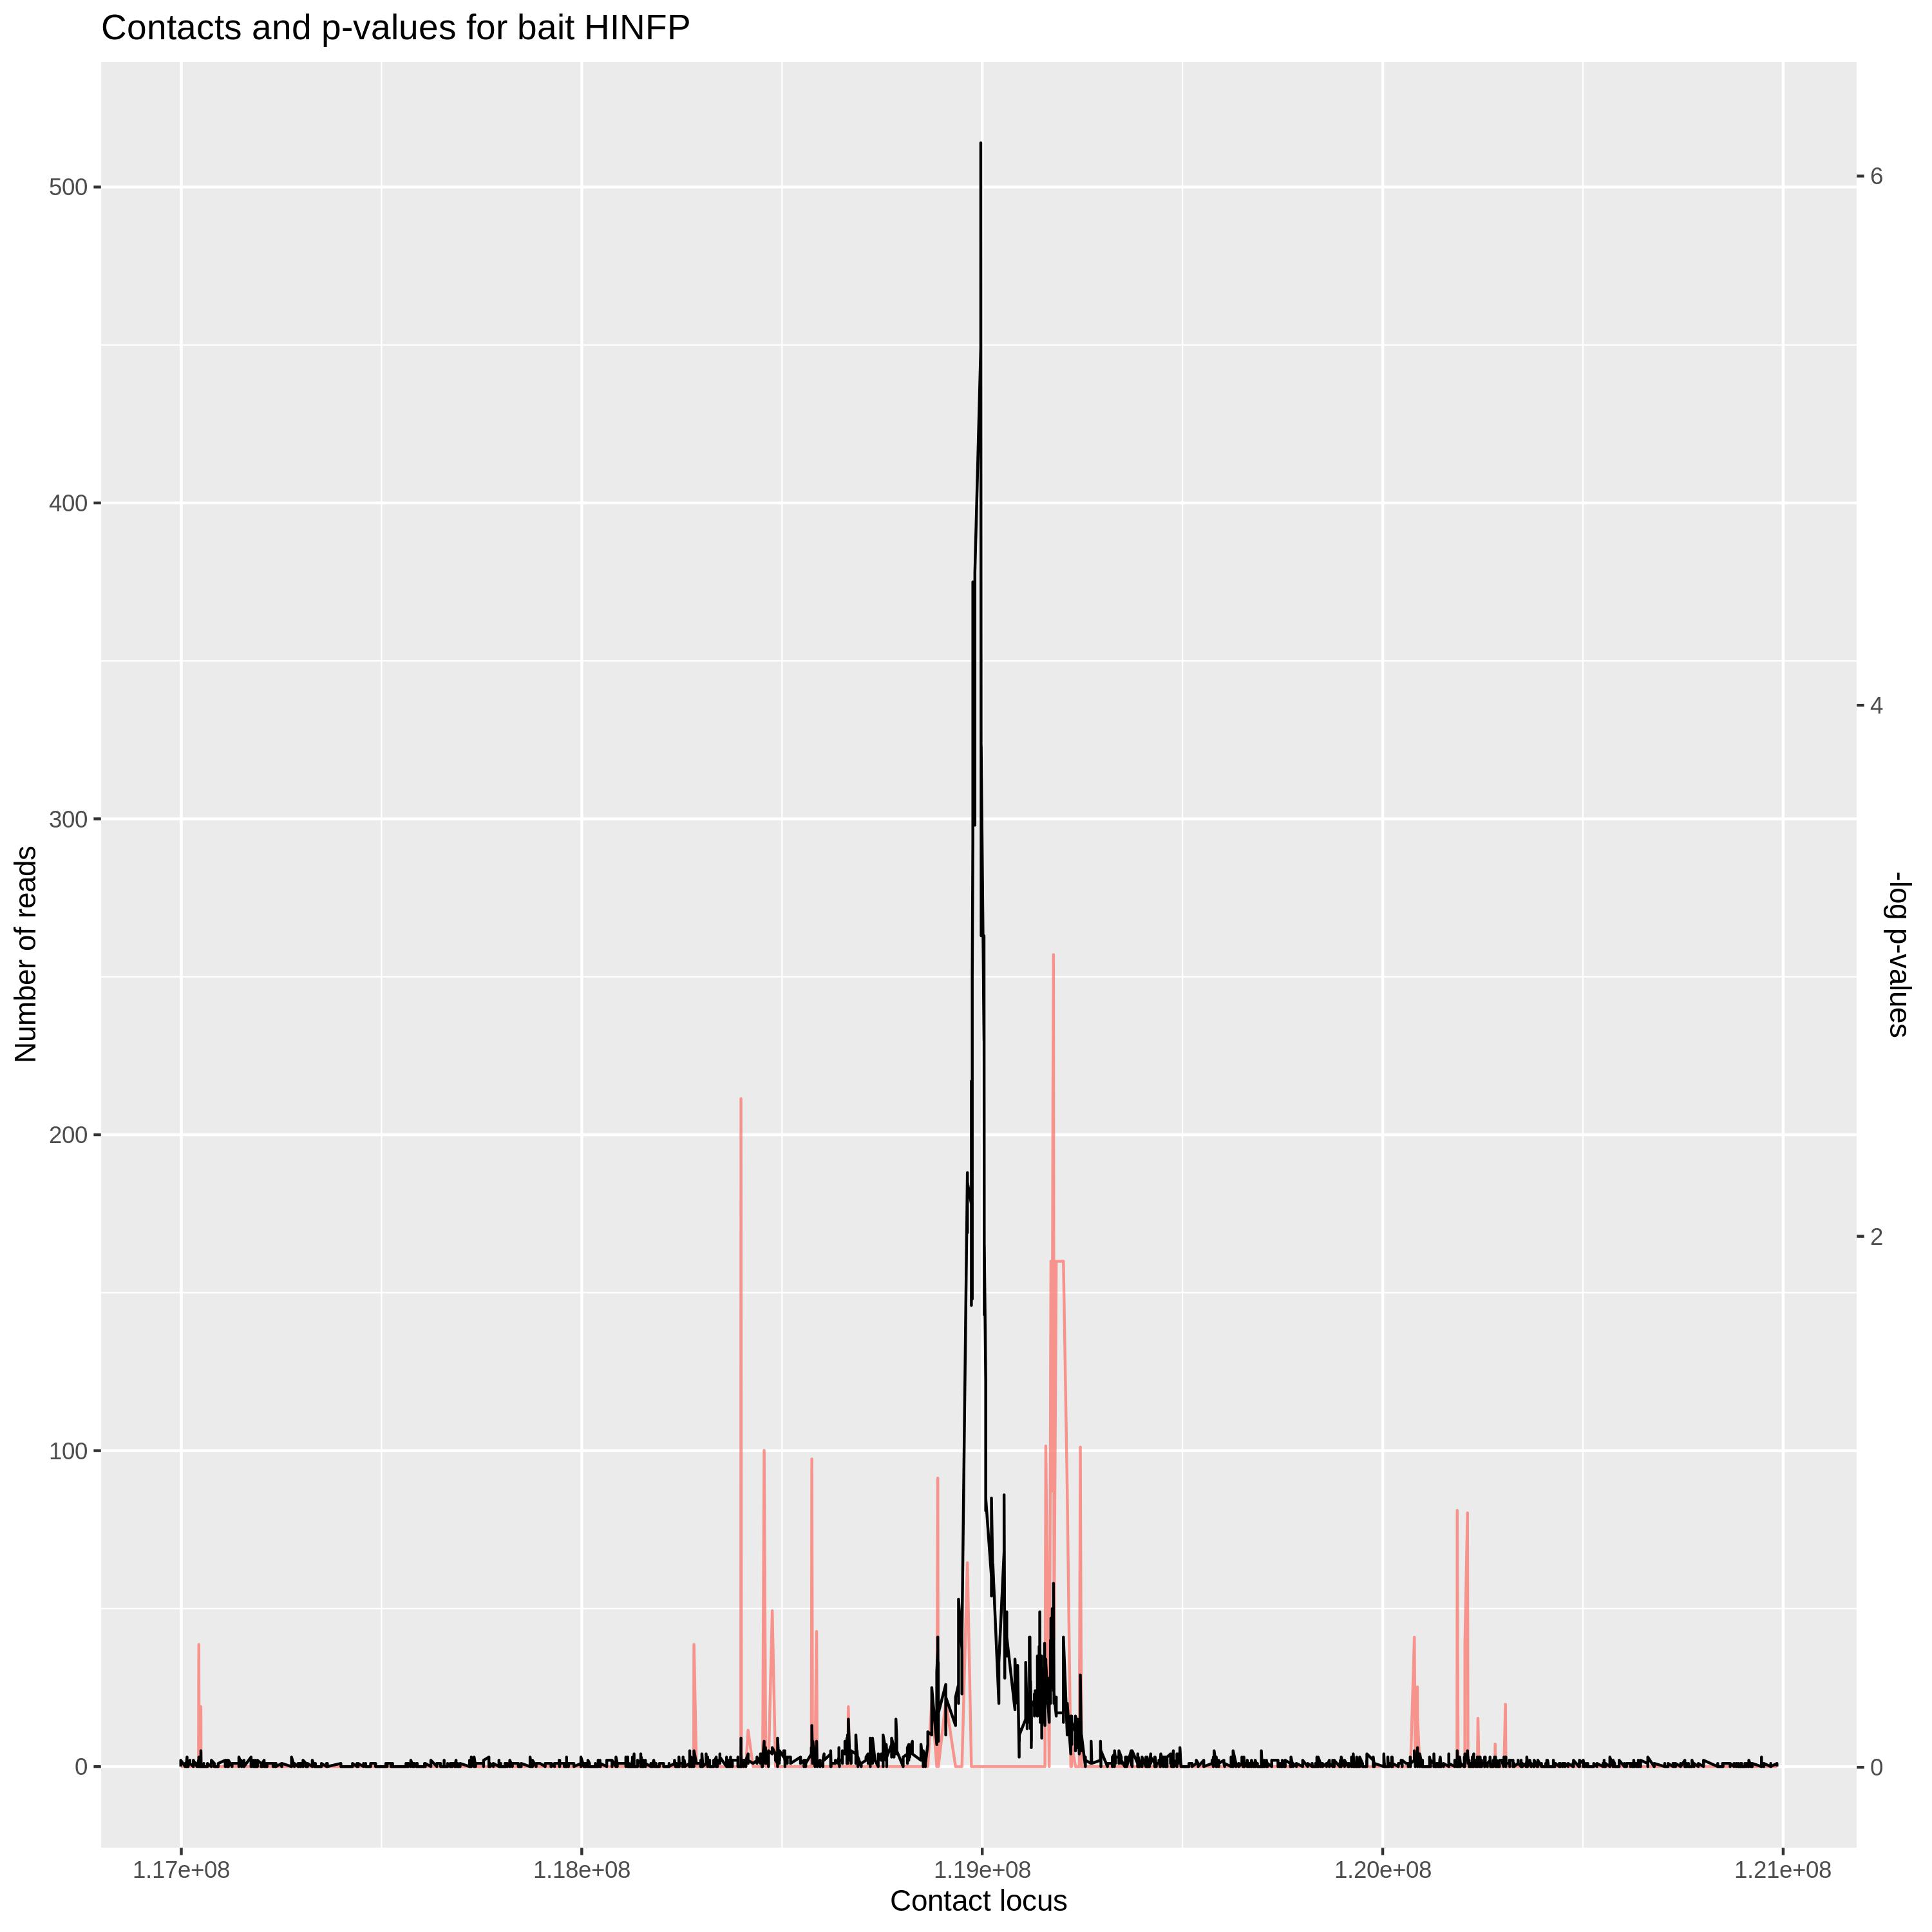 Contacts and p-values for bait HINFP
500
400
300
200
100
0
Number of reads
6
4
2
0
-log p-values
1.17e+08 1.18e+08 1.19e+08 1.20e+08 1.21e+08
Contact locus